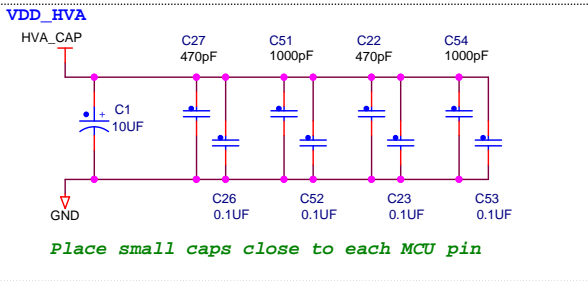 VDD_HVA
HVA_CAP
C27 C51 C22 C54
470pF 1000pF 470pF 1000pF
+ C1
10UF
C26 C52 C23 C53
0.1UF 0.1UF 0.1UF 0.1UF
GND
Place small caps close to each MCU pin